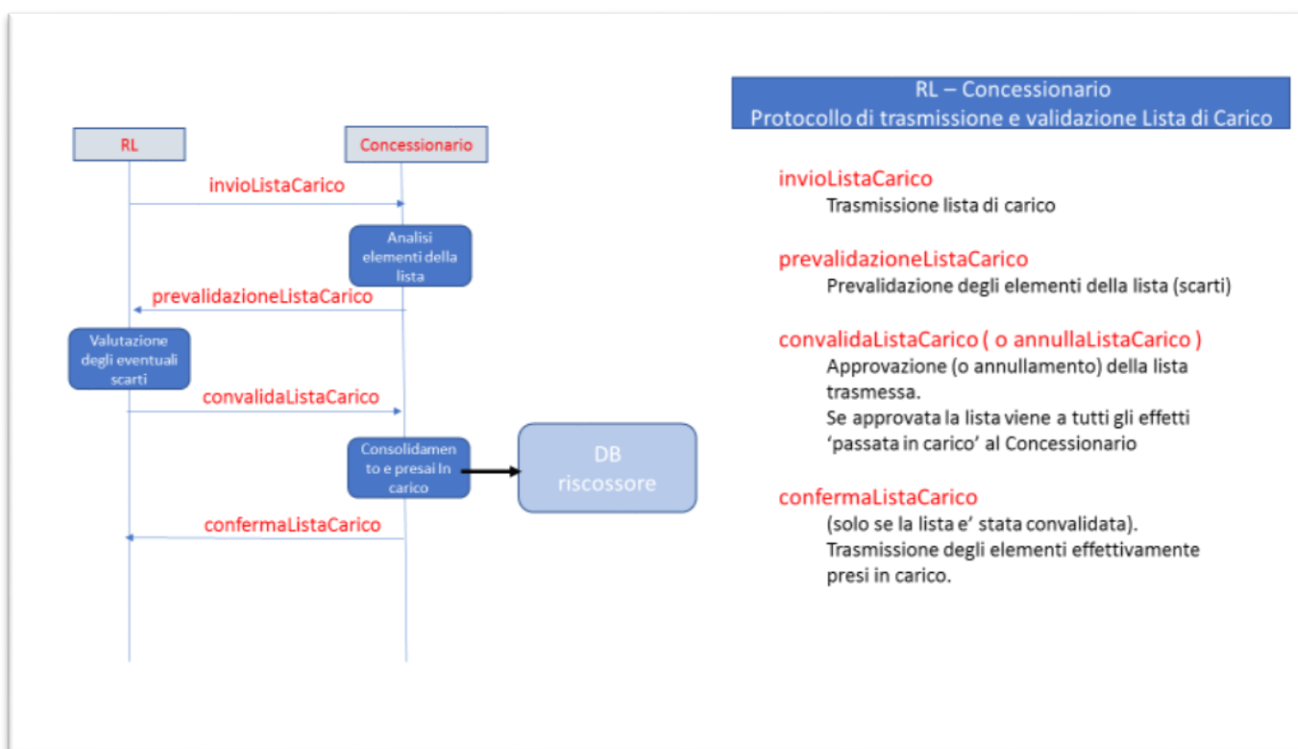 RL – Concessionario
Protocollo di trasmissione e validazione Lista di Carico
RL
Concessionario
invioListaCarico
Analisi
elementi della
lista
prevalidazioneListaCarico
Valutazione
degli eventuali
scarti
convalidaListaCarico
Consolidamen
to e presai In
carico
DB
riscossore
confermaListaCarico
invioListaCarico
Trasmissione lista di carico
prevalidazioneListaCarico
Prevalidazione degli elementi della lista (scarti)
convalidaListaCarico ( o annullaListaCarico )
Approvazione (o annullamento) della lista
trasmessa.
Se approvata la lista viene a tutti gli effetti
‘passata in carico’ al Concessionario
confermaListaCarico
(solo se la lista e’ stata convalidata).
Trasmissione degli elementi effettivamente
presi in carico.